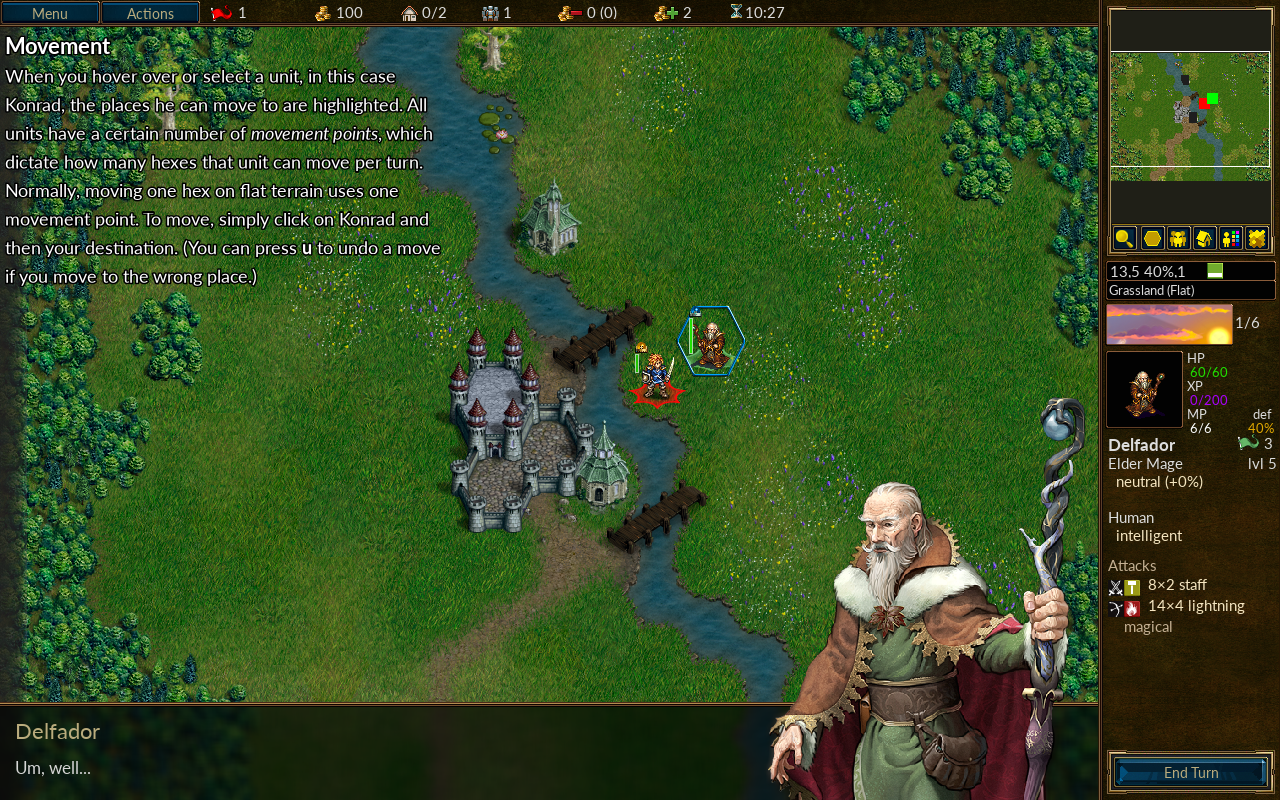 Menu
Actions
1
100
0/2
1
0 (0)
2
10:27
Movement
When you hover over or select a unit, in this case
Konrad, the places he can move to are highlighted. All
units have a certain number of movement points, which
dictate how many hexes that unit can move per turn.
Normally, moving one hex on flat terrain uses one
movement point. To move, simply click on Konrad and
then your destination. (You can press u to undo a move
if you move to the wrong place.)
13,5 40%,1
Grassland (Flat)
1/6
HP
60/60
XP
0/200
MP
def
6/6
40%
Delfador
3
Elder Mage
lvl 5
neutral (+0%)
Human
intelligent
Attacks
8×2 staff
14×4 lightning
magical
Delfador
Um, well...
End Turn